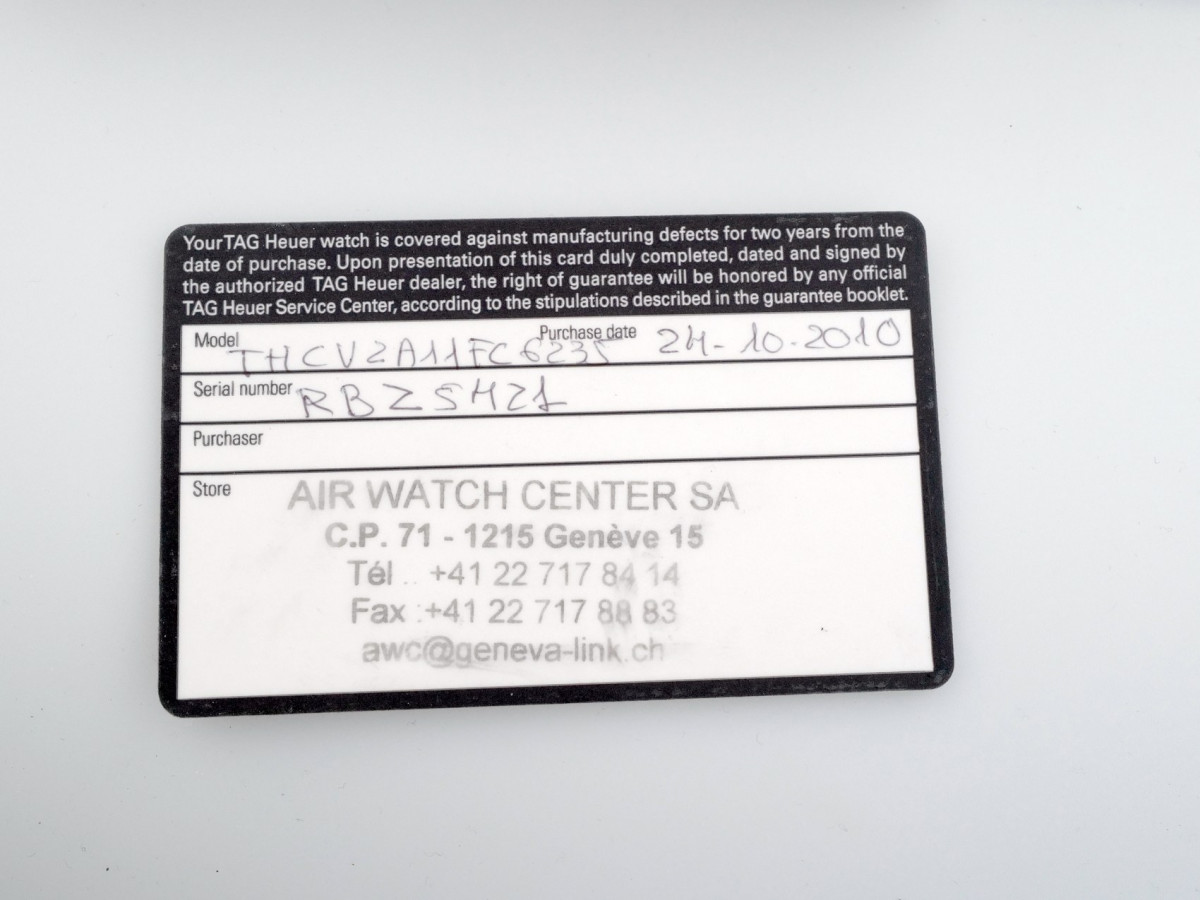 Your TAG Heuer watch is covered against manufacturing defects for two years from the
date of purchase. Upon presentation of this card duly completed, dated and signed by
the authorized TAG Heuer dealer, the right of guarantee will be honored by any official
TAG Heuer Service Center, according to the stipulations described in the guarantee booklet.
Model THCV2A11FC6235 Purchase date 24-10-2010
Serial number RBZ5421
Purchaser
Store AIR WATCH CENTER SA
C.P. 71 - 1215 Genève 15
Tél .. +41 22 717 84 14
Fax :+41 22 717 88 83
awc@geneva-link.ch